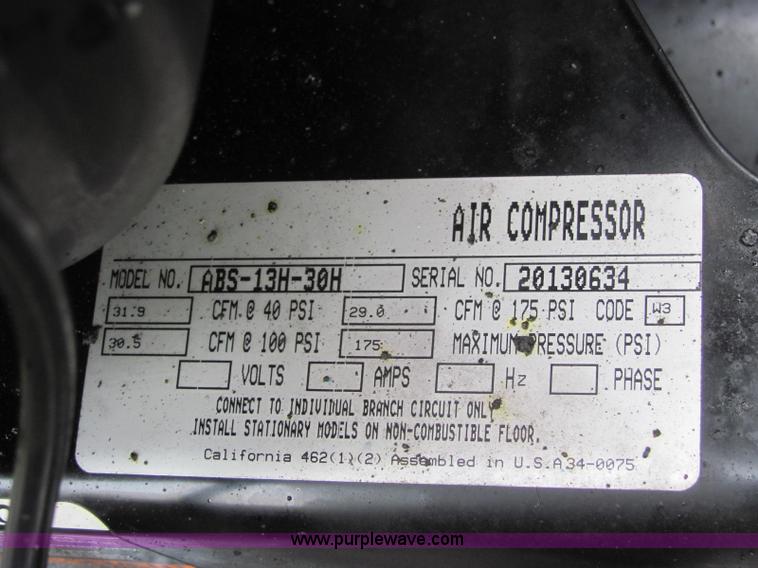 AIR COMPRESSOR
MODEL NO. ABS-13H-30H SERIAL NO. 20130634
31.9 CFM @ 40 PSI 29.0 CFM @ 175 PSI CODE W3
30.5 CFM @ 100 PSI 175 MAXIMUM PRESSURE (PSI)
VOLTS AMPS Hz PHASE
CONNECT TO INDIVIDUAL BRANCH CIRCUIT ONLY
INSTALL STATIONARY MODELS ON NON-COMBUSTIBLE FLOOR.
California 462(1)(2) Assembled in U.S.A 34-0075
www.purplewave.com